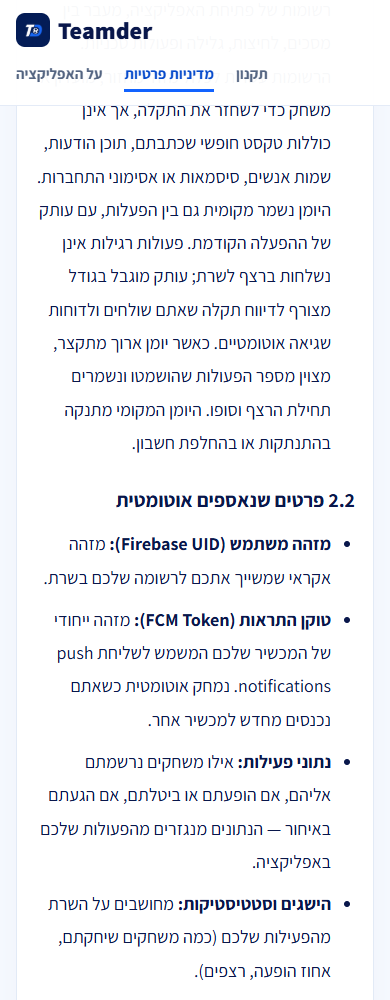 Teamder
על האפליקציה מדיניות פרטיות תקנון
משחק כדי לשחזר את התקלה, אך אינן
כוללות טקסט חופשי שכתבתם, תוכן הודעות,
שמות אנשים, סיסמאות או אסימוני התחברות.
היומן נשמר מקומית גם בין הפעלות, עם עותק
של ההפעלה הקודמת. פעולות רגילות אינן
נשלחות ברצף לשרת; עותק מוגבל בגודל
מצורף לדיווח תקלה שאתם שולחים ולדוחות
שגיאה אוטומטיים. כאשר יומן ארוך מתקצר,
מצוין מספר הפעולות שהושמטו ונשמרים
תחילת הרצף וסופו. היומן המקומי מתנקה
בהתנתקות או בהחלפת חשבון.
2.2 פרטים שנאספים אוטומטית
• מזהה משתמש (Firebase UID): מזהה
אקראי שמשייך אתכם לרשומה שלכם בשרת.
• טוקן התראות (FCM Token): מזהה ייחודי
של המכשיר שלכם המשמש לשליחת push
notifications. נמחק אוטומטית כשאתם
נכנסים מחדש למכשיר אחר.
• נתוני פעילות: אילו משחקים נרשמתם
אליהם, אם הופעתם או ביטלתם, אם הגעתם
באיחור — הנתונים מנגזרים מהפעולות שלכם
באפליקציה.
• הישגים וסטטיסטיקות: מחושבים על השרת
מהפעילות שלכם (כמה משחקים שיחקתם,
אחוז הופעה, רצפים).